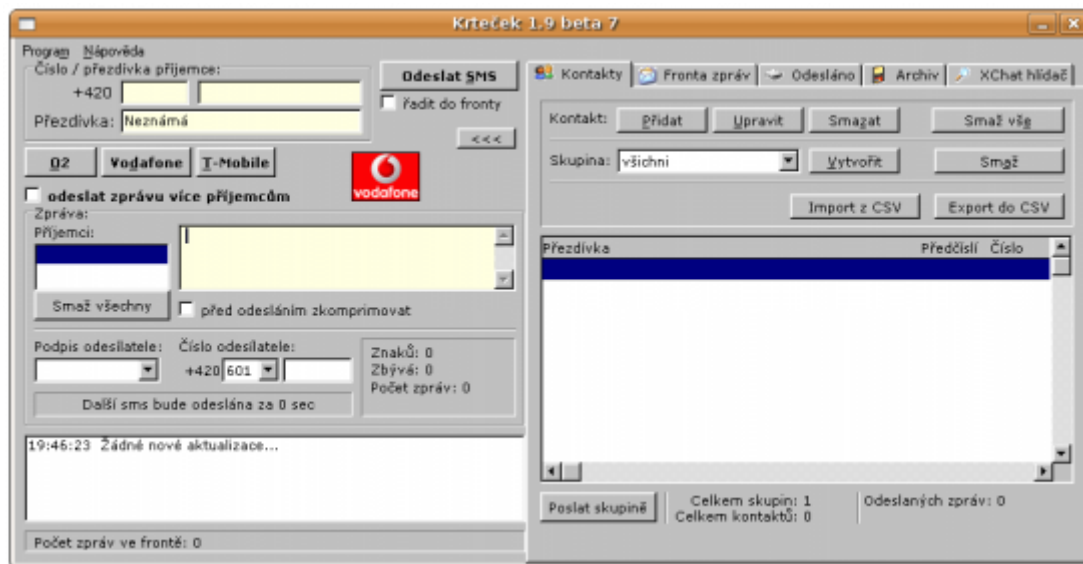 Krteček 1.9 beta 7
Program Nápověda
Číslo / přezdivka příjemce:
+420
Přezdívka: Neznámá
Odeslat SMS
řadit do fronty
<<<
O2 Vodafone T-Mobile
vodafone
odeslat zprávu více příjemcům
Zpráva:
Příjemci:
Smaž všechny
před odesláním zkomprimovat
Podpis odesílatele: Číslo odesílatele:
+420 601
Znaků: 0
Zbývá: 0
Počet zpráv: 0
Další sms bude odeslána za 0 sec
19:46:23 Žádné nové aktualizace...
Počet zpráv ve frontě: 0
Kontakty Fronta zpráv Odesláno Archiv XChat hlídač
Kontakt: Přidat Upravit Smazat Smaž vše
Skupina: všichni Vytvořit Smaž
Import z CSV Export do CSV
Přezdívka Předčíslí Číslo
Poslat skupině
Celkem skupin: 1
Celkem kontaktů: 0
Odeslaných zpráv: 0